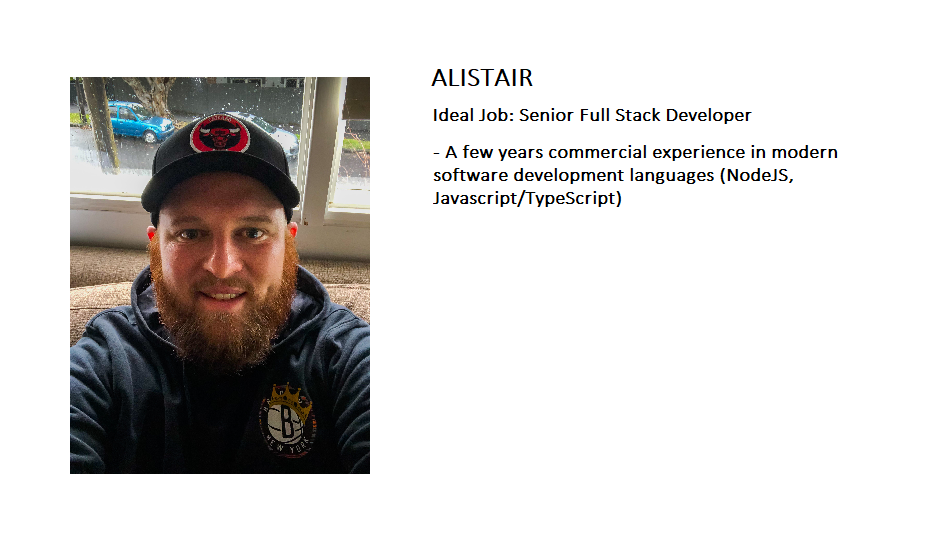 ALISTAIR
Ideal Job: Senior Full Stack Developer
- A few years commercial experience in modern
software development languages (NodeJS,
Javascript/TypeScript)
B
NEW YORK